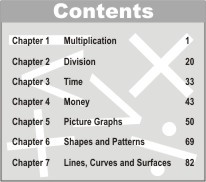 Contents
Chapter 1 Multiplication 1
Chapter 2 Division 20
Chapter 3 Time 33
Chapter 4 Money 43
Chapter 5 Picture Graphs 50
Chapter 6 Shapes and Patterns 69
Chapter 7 Lines, Curves and Surfaces 82